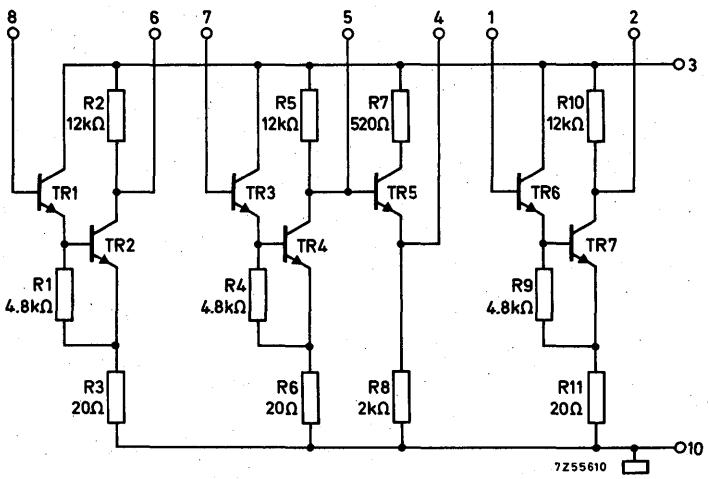 8 6 7 5 4 1 2
3
R2 12kΩ
R5 12kΩ
R7 520Ω
R10 12kΩ
TR1
TR3
TR5
TR6
TR2
TR4
TR7
R1 4.8kΩ
R4 4.8kΩ
R9 4.8kΩ
R3 20Ω
R6 20Ω
R8 2kΩ
R11 20Ω
10
7Z55610